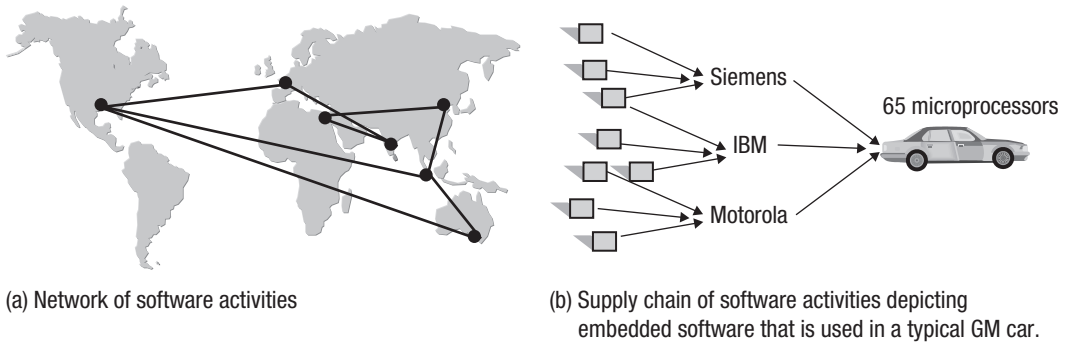 Siemens
65 microprocessors
IBM
Motorola
(a) Network of software activities
(b) Supply chain of software activities depicting
embedded software that is used in a typical GM car.